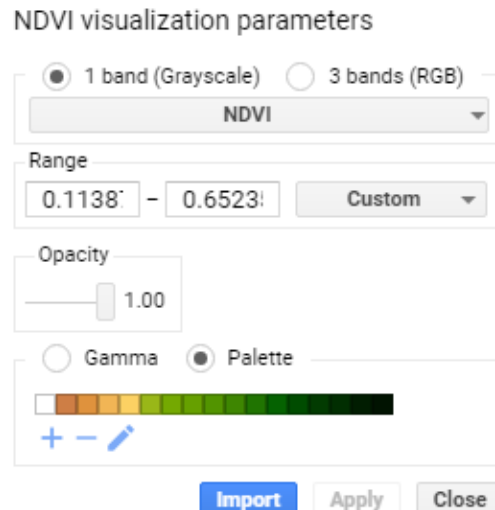 NDVI visualization parameters
1 band (Grayscale) 3 bands (RGB)
NDVI
Range
0.1138 – 0.6523 Custom
Opacity
1.00
Gamma Palette
+ −
Import Apply Close